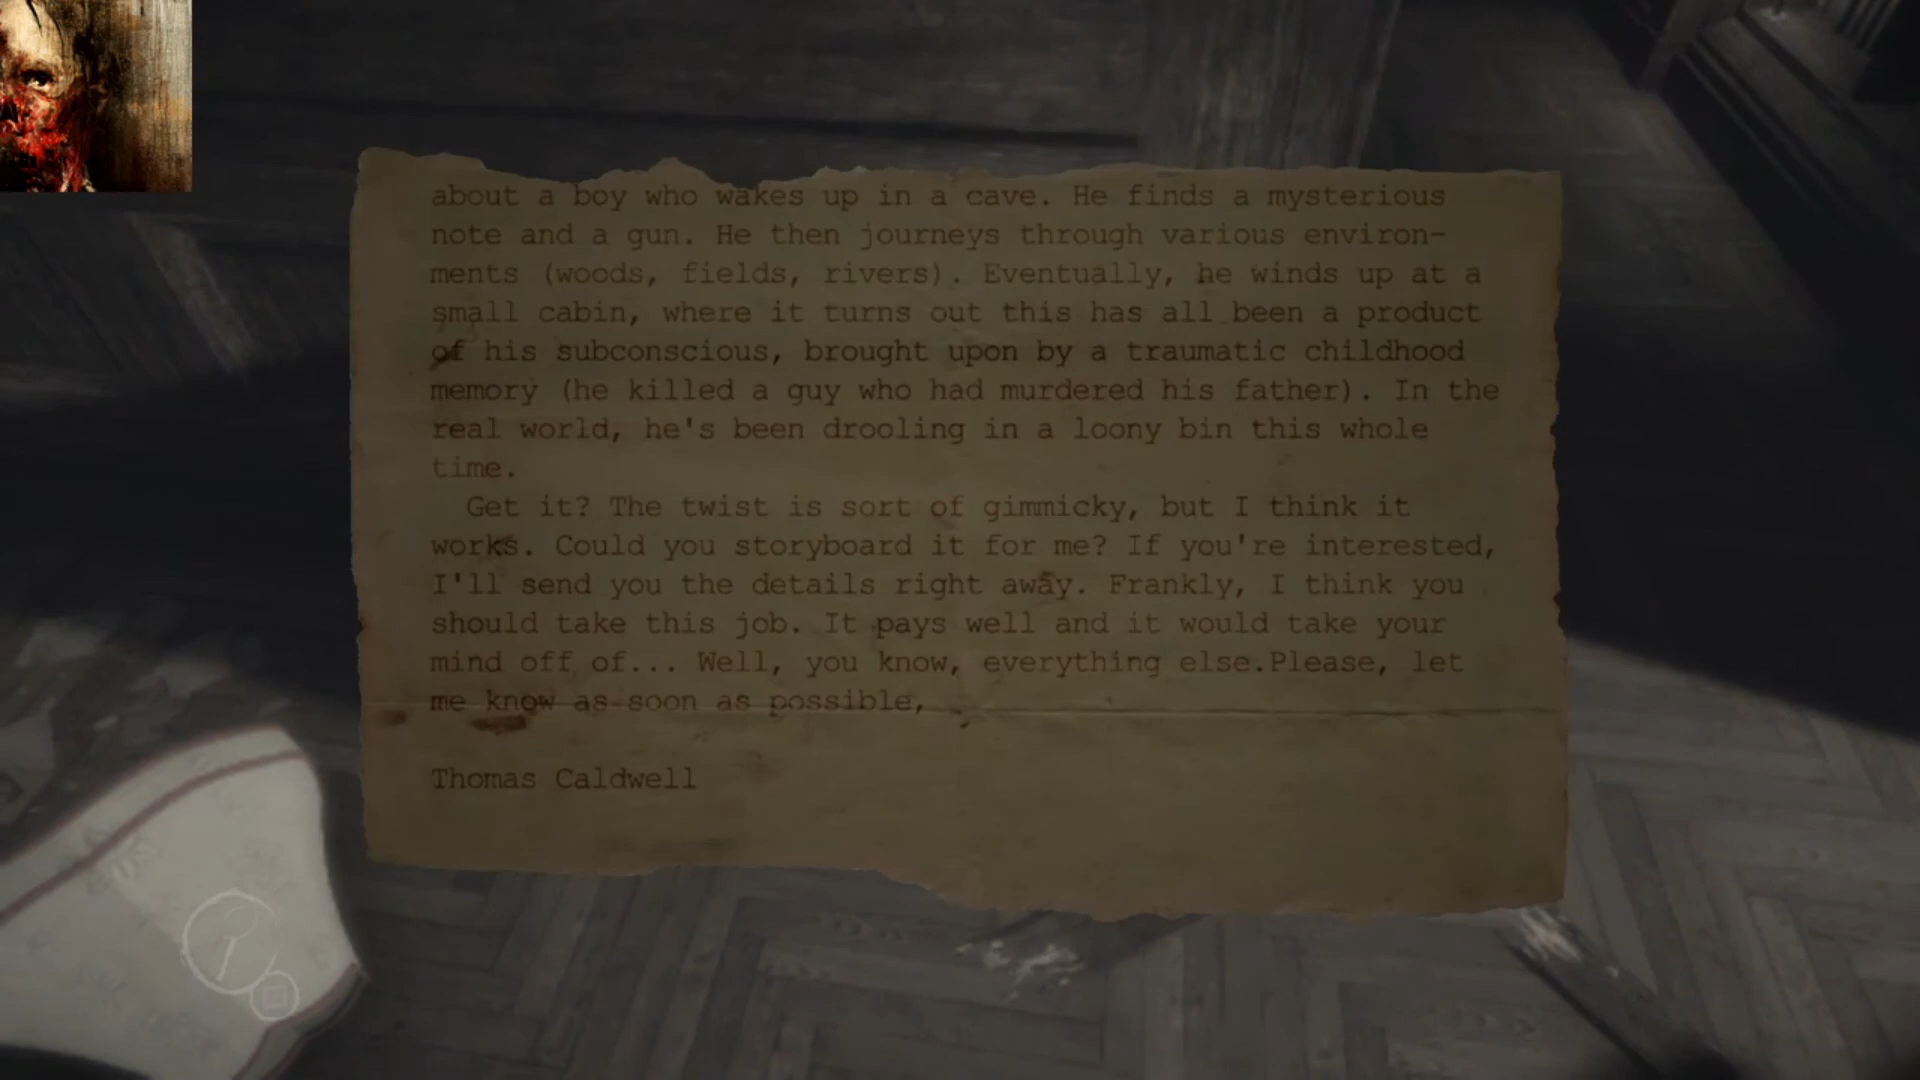 about a boy who wakes up in a cave. He finds a mysterious
note and a gun. He then journeys through various environ-
ments (woods, fields, rivers). Eventually, he winds up at a
small cabin, where it turns out this has all been a product
of his subconscious, brought upon by a traumatic childhood
memory (he killed a guy who had murdered his father). In the
real world, he's been drooling in a loony bin this whole
time.
Get it? The twist is sort of gimmicky, but I think it
works. Could you storyboard it for me? If you're interested,
I'll send you the details right away. Frankly, I think you
should take this job. It pays well and it would take your
mind off of... Well, you know, everything else.Please, let
me know as soon as possible,
Thomas Caldwell